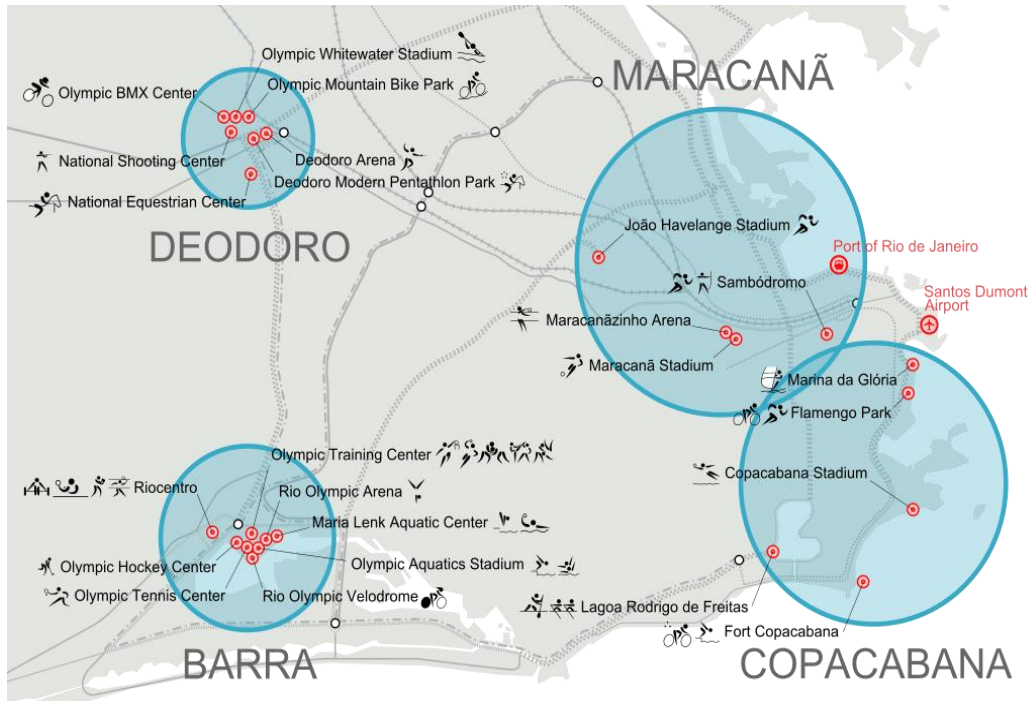 Olympic Whitewater Stadium
MARACANÃ
Olympic Mountain Bike Park
Olympic BMX Center
National Shooting Center
Deodoro Arena
Deodoro Modern Pentathlon Park
National Equestrian Center
DEODORO
João Havelange Stadium
Port of Rio de Janeiro
Sambódromo
Santos Dumont
Airport
Maracanãzinho Arena
Maracanã Stadium
Marina da Glória
Flamengo Park
Olympic Training Center
Copacabana Stadium
Riocentro
Rio Olympic Arena
Maria Lenk Aquatic Center
Olympic Hockey Center
Olympic Aquatics Stadium
Olympic Tennis Center
Rio Olympic Velodrome
Lagoa Rodrigo de Freitas
Fort Copacabana
BARRA
COPACABANA